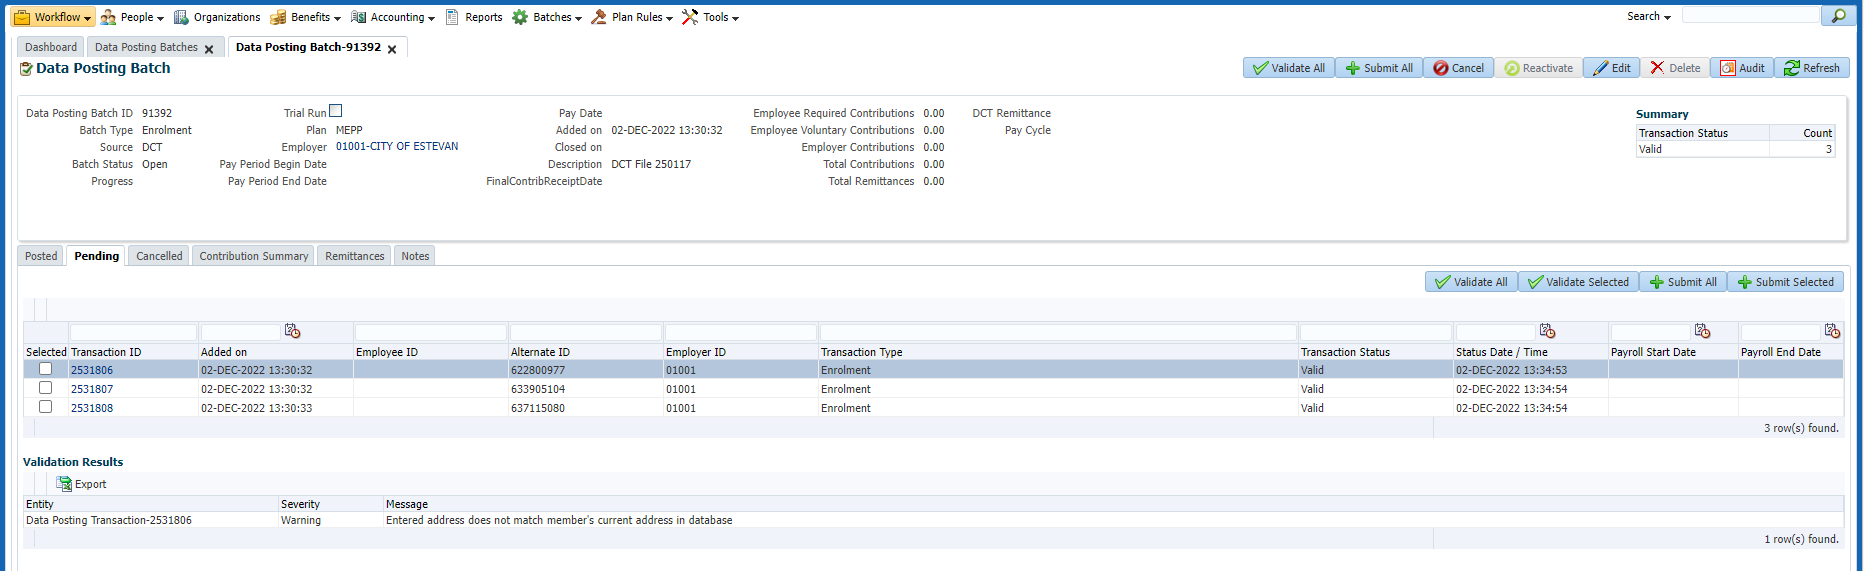 Workflow People Organizations Benefits Accounting Reports Batches Plan Rules Tools Search
Dashboard Data Posting Batches Data Posting Batch-91392
Data Posting Batch Validate All Submit All Cancel Reactivate Edit Delete Audit Refresh
Data Posting Batch ID 91392 Trial Run Pay Date Employee Required Contributions 0.00 DCT Remittance Summary
Batch Type Enrolment Plan MEPP Added on 02-DEC-2022 13:30:32 Employee Voluntary Contributions 0.00 Pay Cycle Transaction Status Count
Source DCT Employer 01001-CITY OF ESTEVAN Closed on Employer Contributions 0.00 Valid 3
Batch Status Open Pay Period Begin Date Description DCT File 250117 Total Contributions 0.00
Progress Pay Period End Date FinalContribReceiptDate Total Remittances 0.00
Posted Pending Cancelled Contribution Summary Remittances Notes
Validate All Validate Selected Submit All Submit Selected
Selected Transaction ID Added on Employee ID Alternate ID Employer ID Transaction Type Transaction Status Status Date / Time Payroll Start Date Payroll End Date
2531806 02-DEC-2022 13:30:32 622800977 01001 Enrolment Valid 02-DEC-2022 13:34:53
2531807 02-DEC-2022 13:30:32 633905104 01001 Enrolment Valid 02-DEC-2022 13:34:54
2531808 02-DEC-2022 13:30:33 637115080 01001 Enrolment Valid 02-DEC-2022 13:34:54
3 row(s) found.
Validation Results
Export
Entity Severity Message
Data Posting Transaction-2531806 Warning Entered address does not match member's current address in database
1 row(s) found.